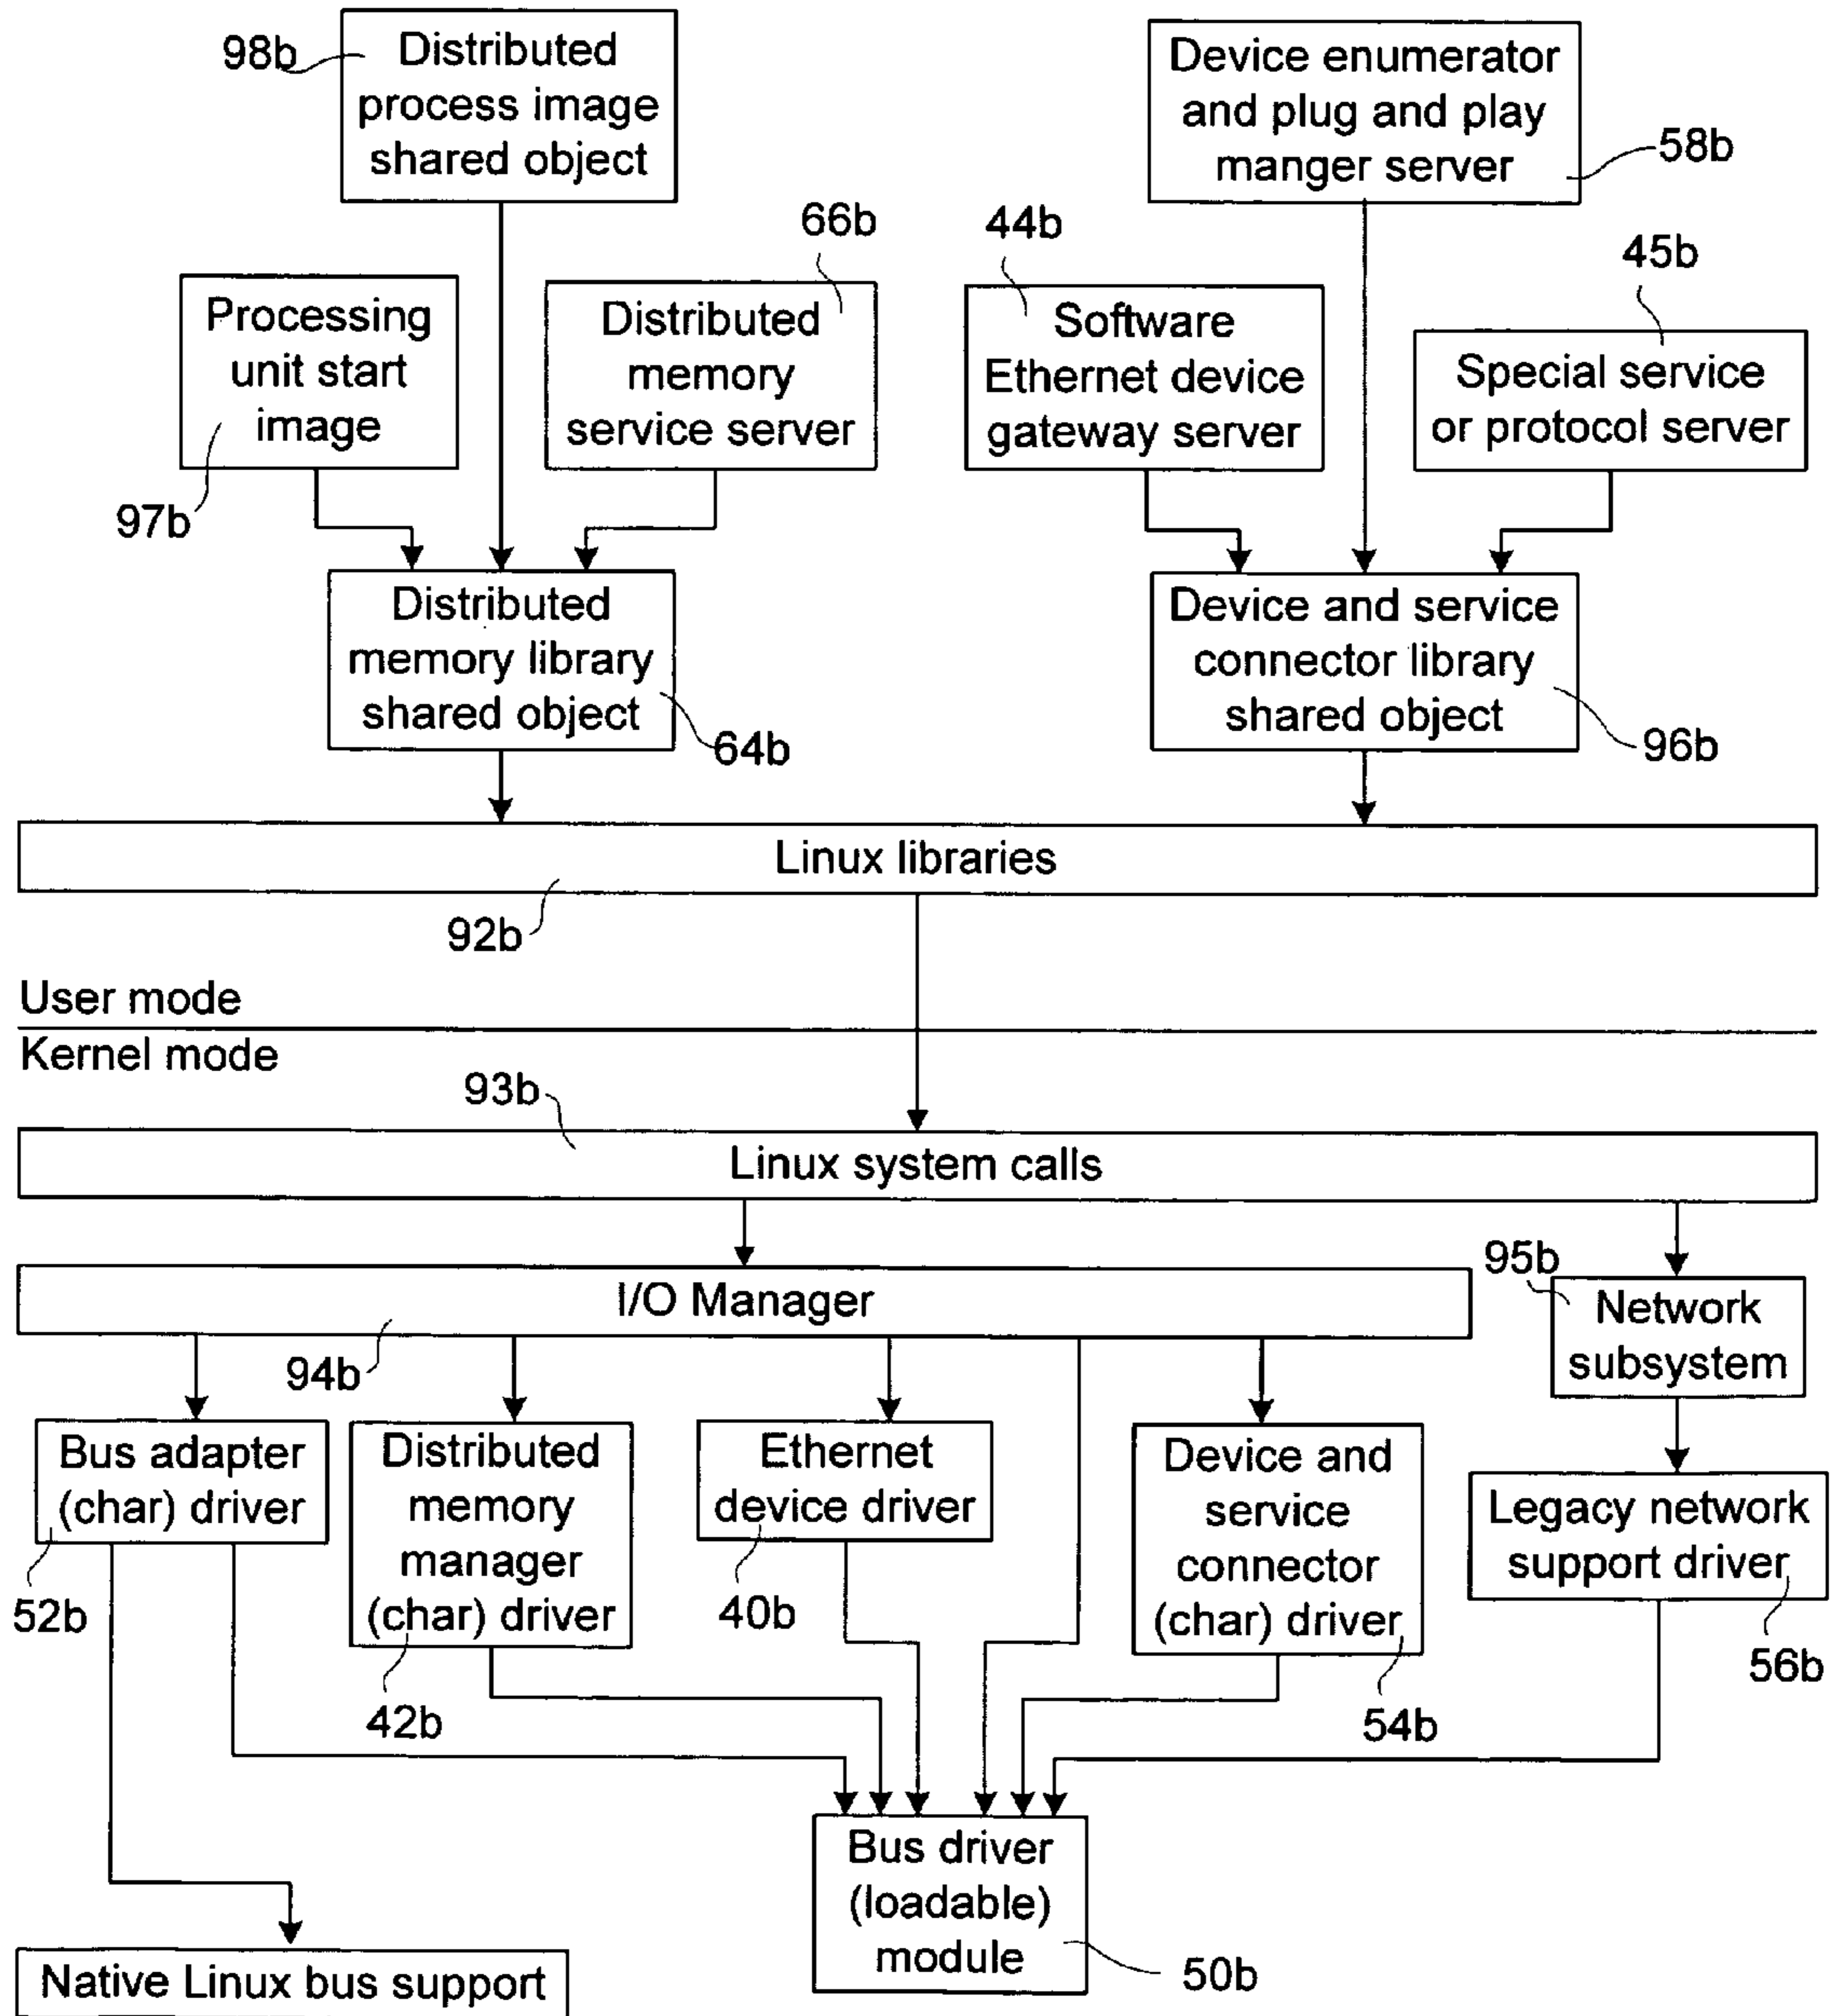 98b
Distributed
process image
shared object
Device enumerator
and plug and play
manger server
58b
66b
44b
45b
Processing
unit start
image
97b
Distributed
memory
service server
Software
Ethernet device
gateway server
Special service
or protocol server
Distributed
memory library
shared object
64b
Device and service
connector library
shared object
96b
Linux libraries
92b
User mode
Kernel mode
93b
Linux system calls
I/O Manager
94b
95b
Network
subsystem
Bus adapter
(char) driver
52b
Distributed
memory
manager
(char) driver
42b
Ethernet
device driver
40b
Device and
service
connector
(char) driver
54b
Legacy network
support driver
56b
Bus driver
(loadable)
module
50b
Native Linux bus support